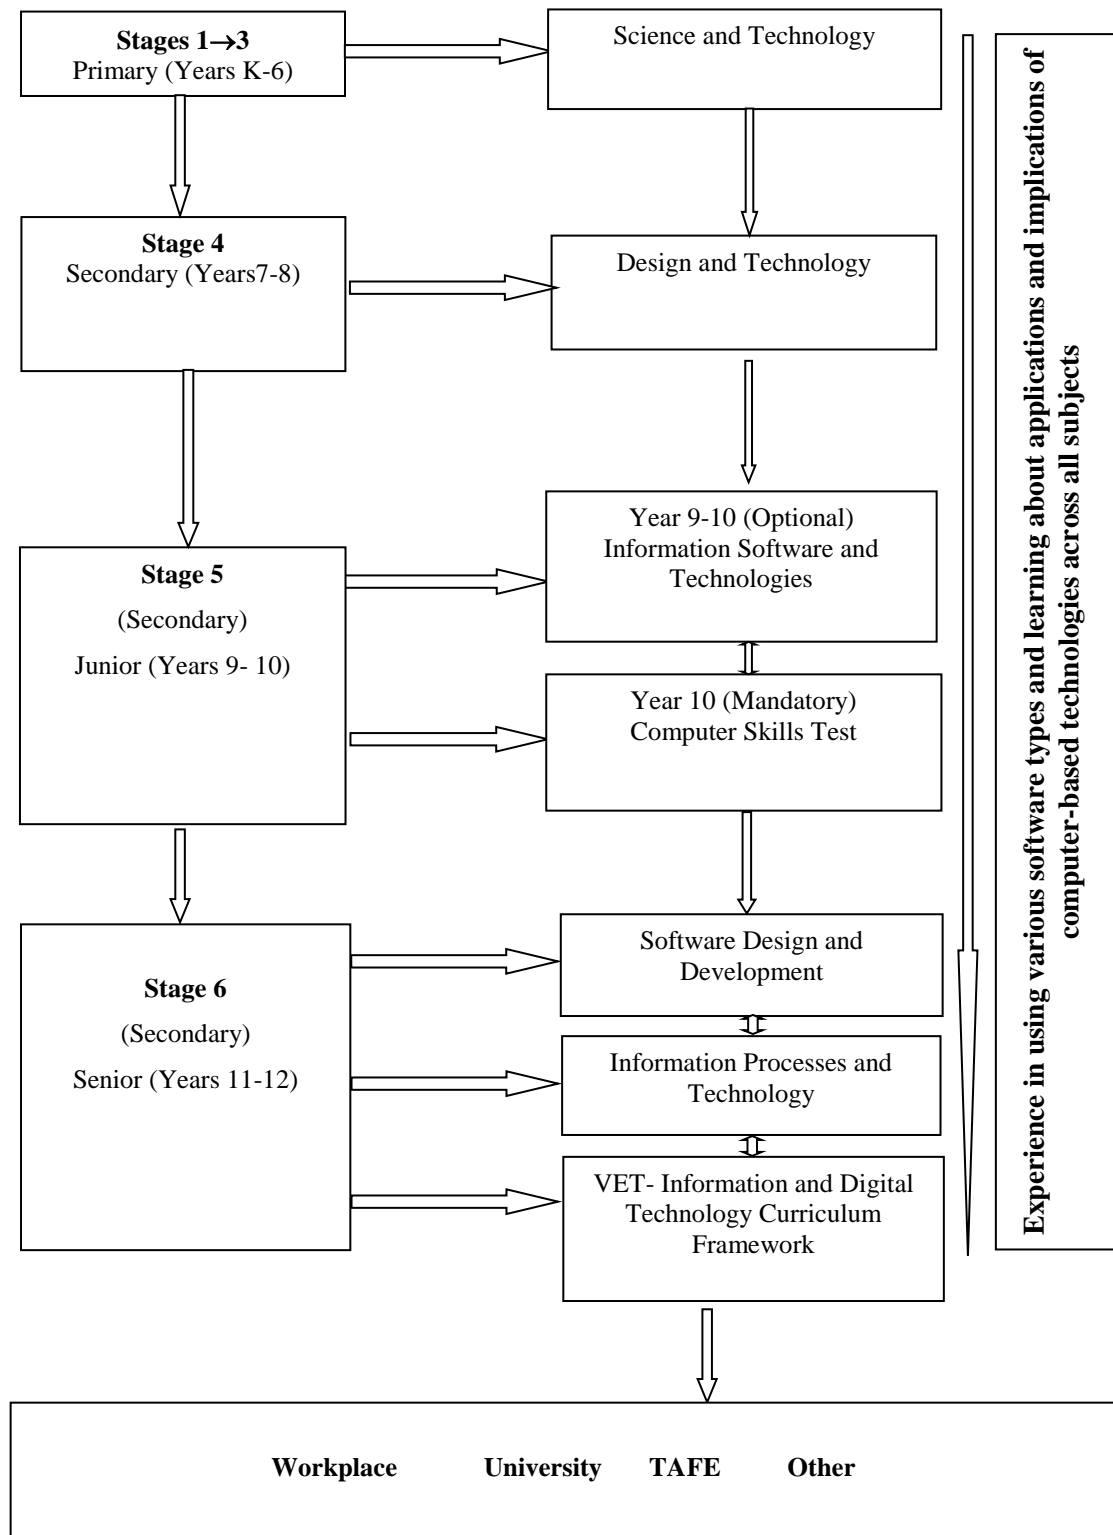 Stages 1→3
Primary (Years K-6)
Science and Technology
Stage 4
Secondary (Years7-8)
Design and Technology
Stage 5
(Secondary)
Junior (Years 9- 10)
Year 9-10 (Optional)
Information Software and
Technologies
Year 10 (Mandatory)
Computer Skills Test
Stage 6
(Secondary)
Senior (Years 11-12)
Software Design and
Development
Information Processes and
Technology
VET- Information and Digital
Technology Curriculum
Framework
Experience in using various software types and learning about applications and implications of
computer-based technologies across all subjects
Workplace University TAFE Other